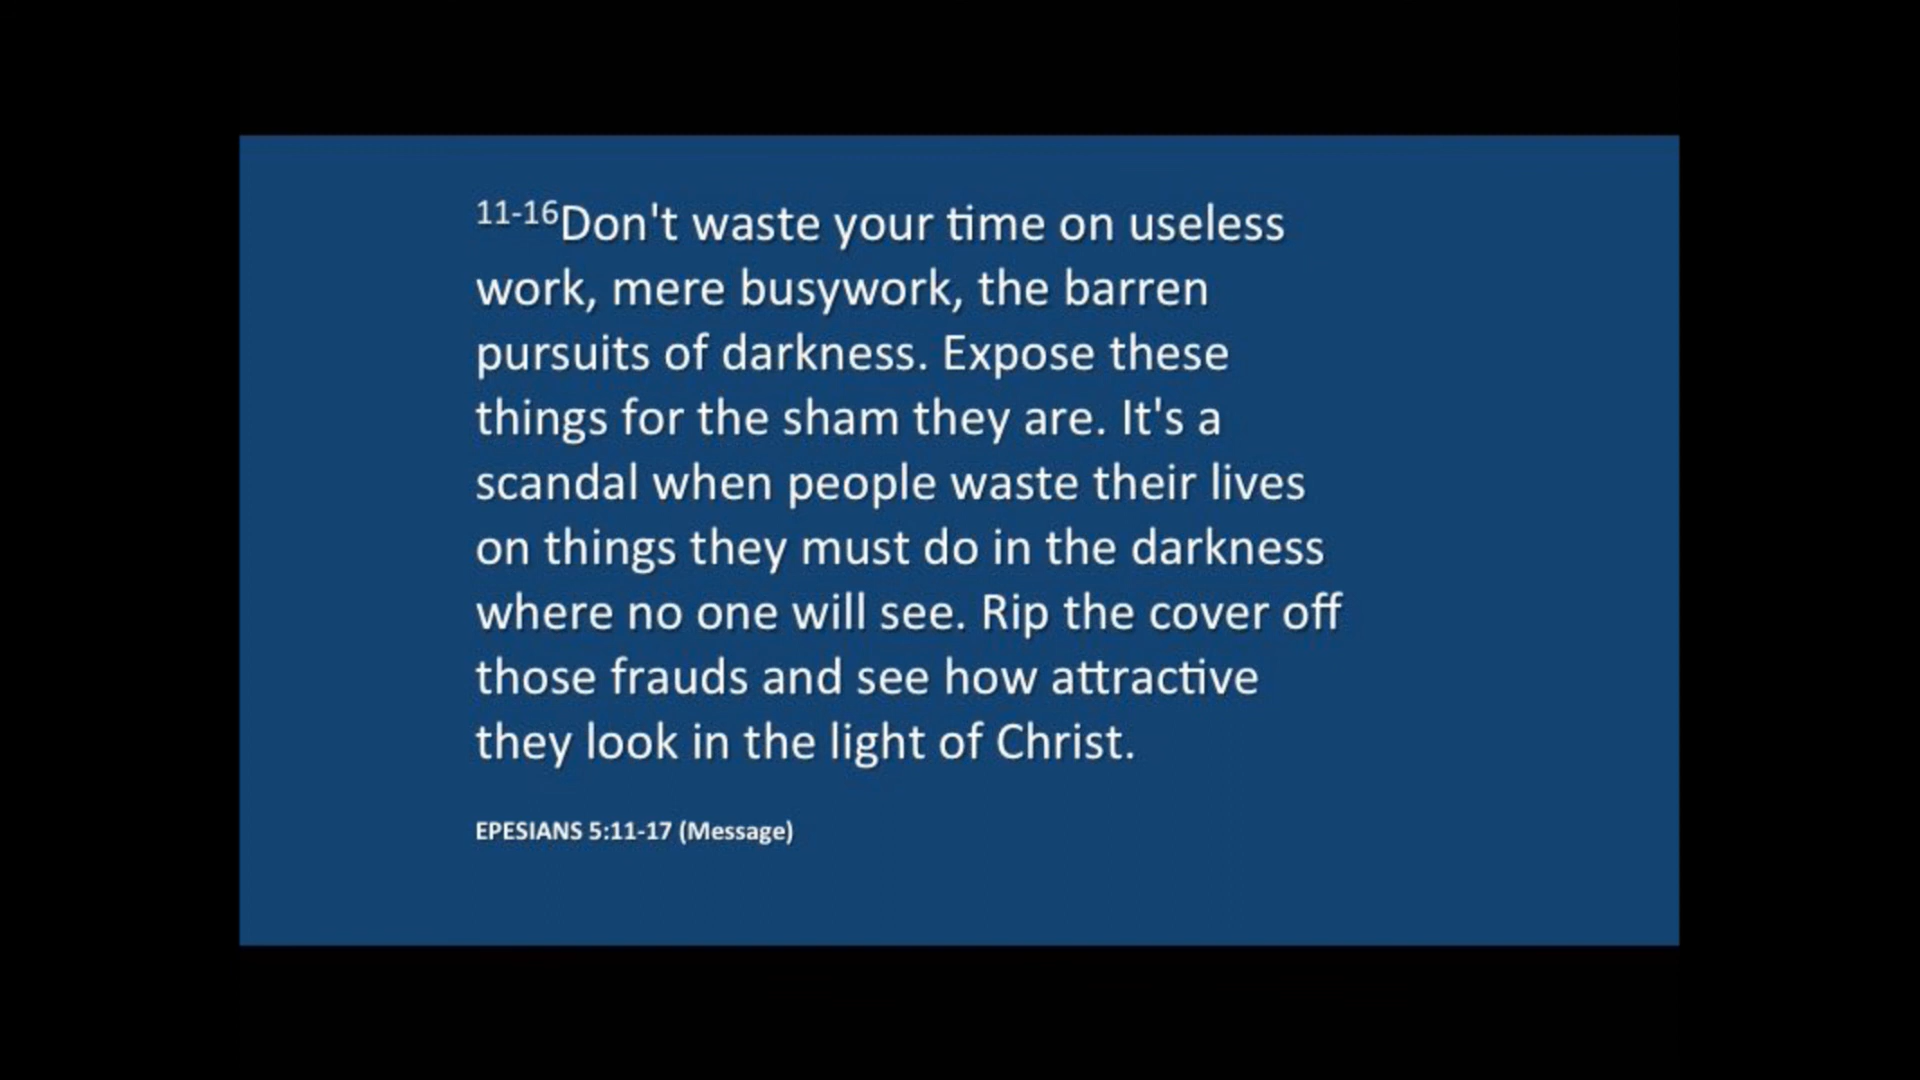 11-16Don't waste your time on useless
work, mere busywork, the barren
pursuits of darkness. Expose these
things for the sham they are. It's a
scandal when people waste their lives
on things they must do in the darkness
where no one will see. Rip the cover off
those frauds and see how attractive
they look in the light of Christ.
EPESIANS 5:11-17 (Message)